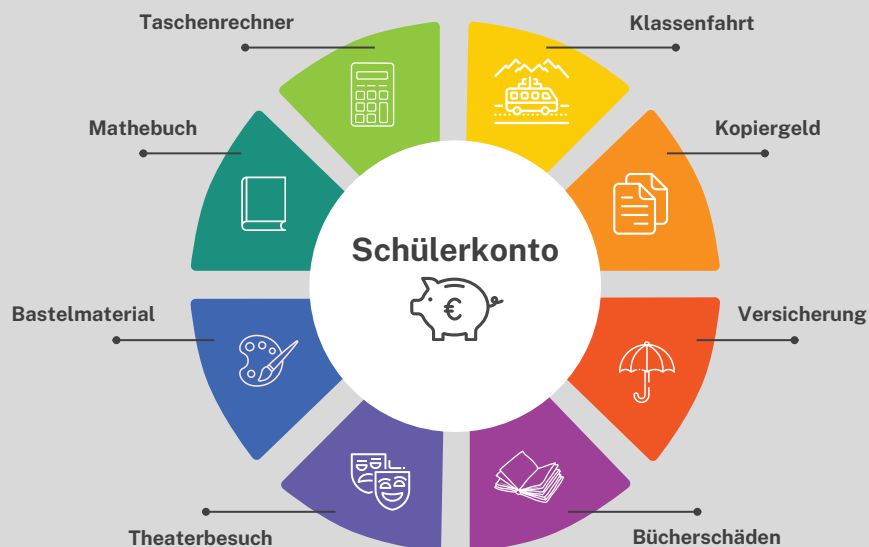 Taschenrechner
Klassenfahrt
Mathebuch
Kopiergeld
Schülerkonto
€
Bastelmaterial
Versicherung
Theaterbesuch
Bücherschäden